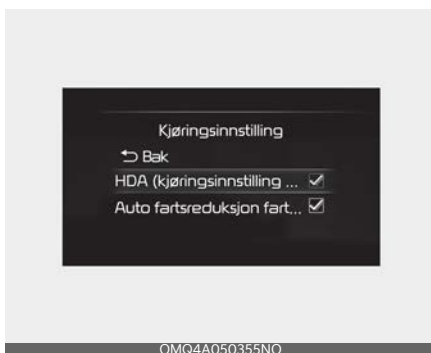 Kjøringsinnstilling
⮌ Bak
HDA (kjøringsinnstilling ...
Auto fartsreduksjon fart...
OMQ4A050355NO